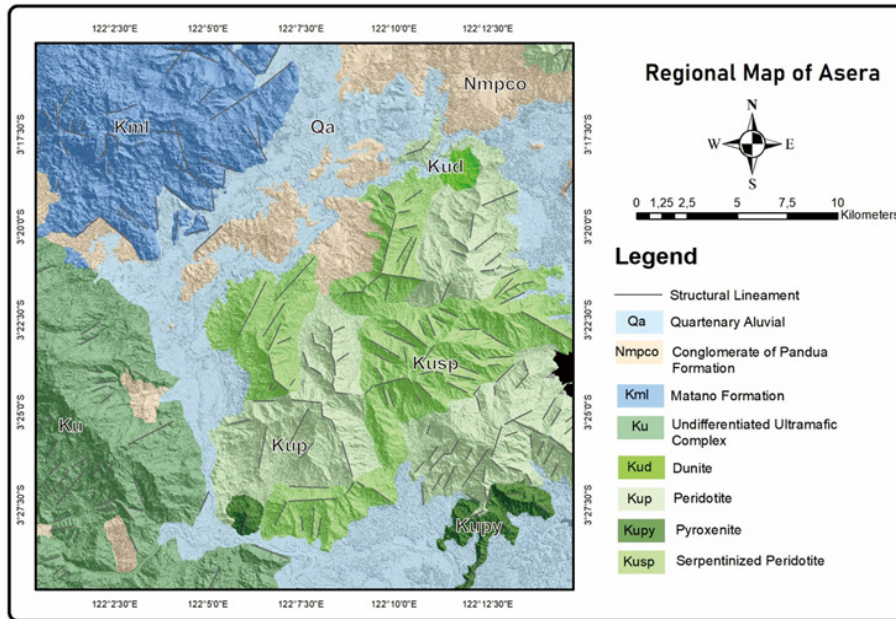 122°2'30"E 122°5'0"E 122°7'30"E 122°10'0"E 122°12'30"E
3°17'30"S
3°20'0"S
3°22'30"S
3°25'0"S
3°27'30"S
Kml
Qa
Nmpco
Kud
Kusp
Ku
Kup
Kupy
3°17'30"S
3°20'0"S
3°22'30"S
3°25'0"S
3°27'30"S
122°2'30"E 122°5'0"E 122°7'30"E 122°10'0"E 122°12'30"E
Regional Map of Asera
N
W E
S
0 1,25 2,5 5 7,5 10
Kilometers
Legend
Structural Lineament
Qa Quartenary Aluvial
Nmpco Conglomerate of Pandua
Formation
Kml Matano Formation
Ku Undifferentiated Ultramafic
Complex
Kud Dunite
Kup Peridotite
Kupy Pyroxenite
Kusp Serpentinized Peridotite